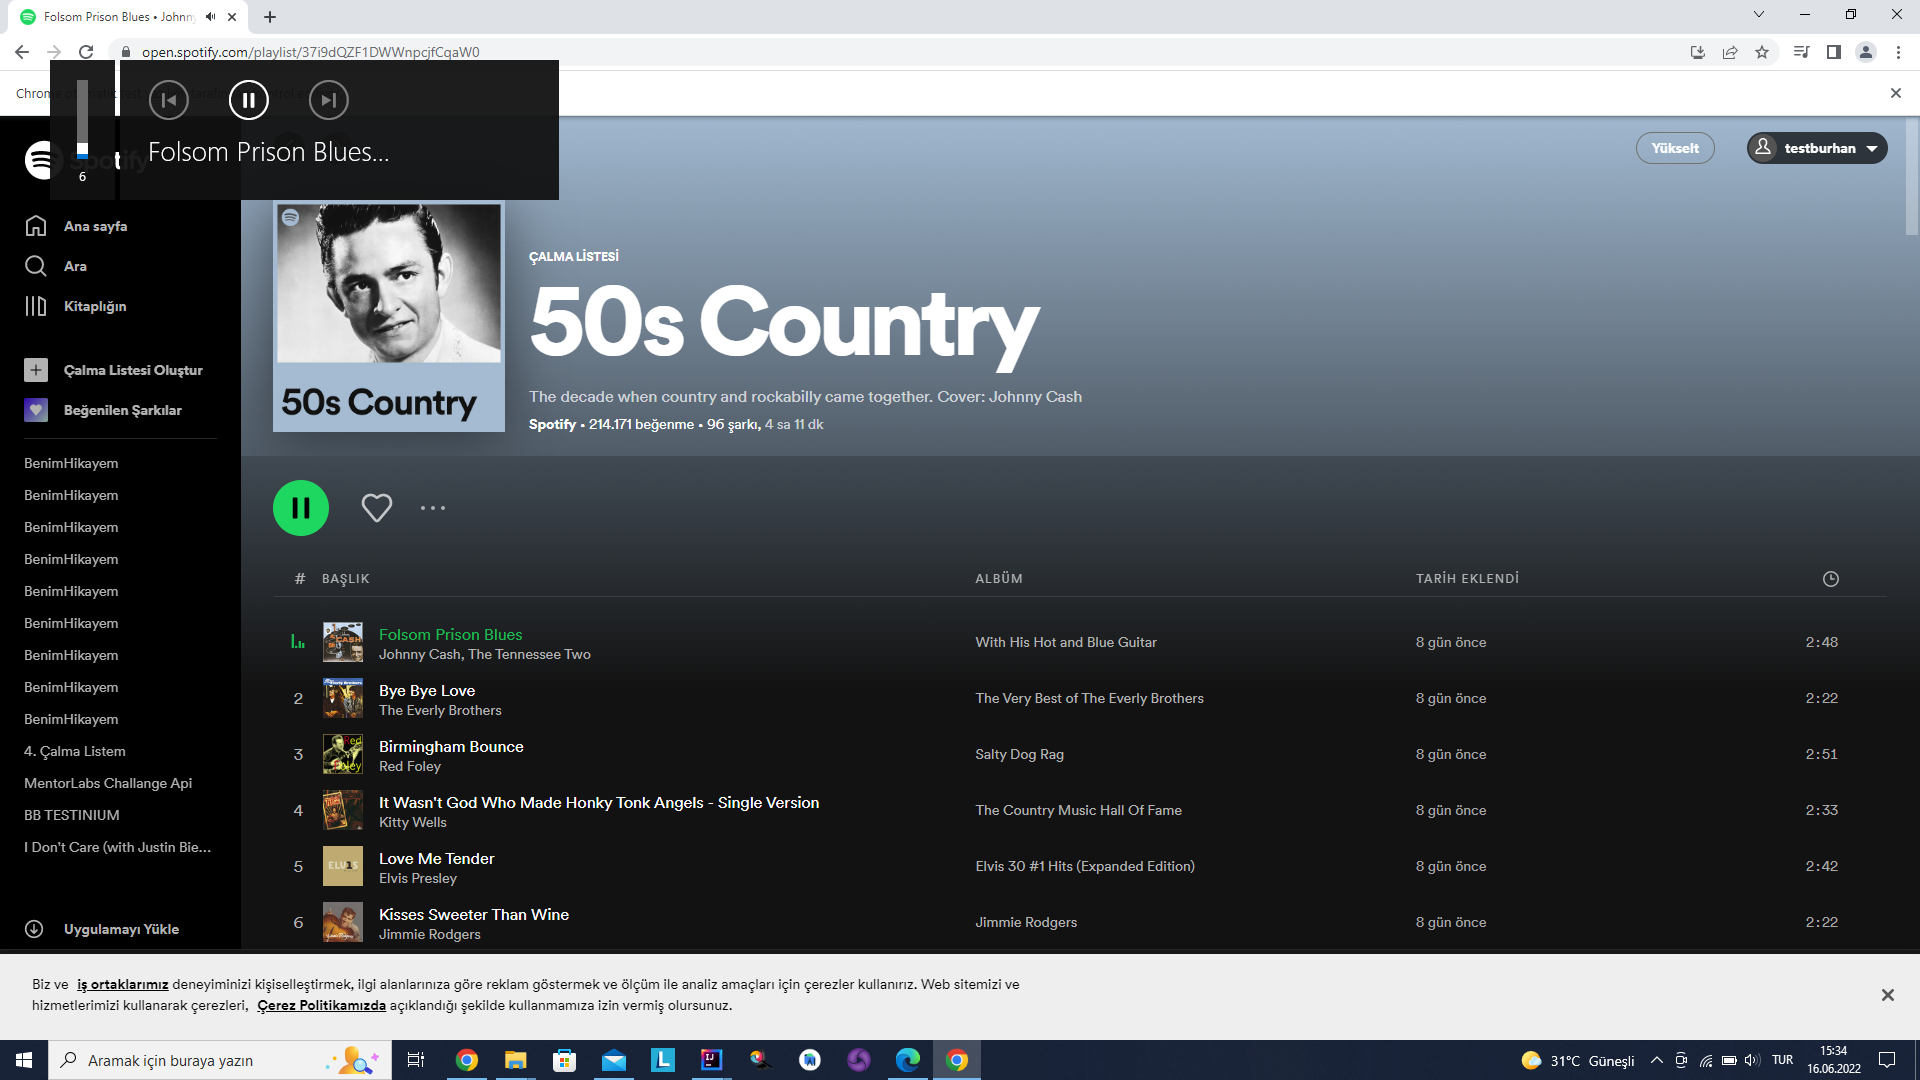 Folsom Prison Blues • Johnny
open.spotify.com/playlist/37i9dQZF1DWWnpcjfCqaW0
Chrome
6
Folsom Prison Blues...
Spotify
Yükselt
testburhan
Ana sayfa
Ara
Kitaplığın
Çalma Listesi Oluştur
Beğenilen Şarkılar
BenimHikayem
BenimHikayem
BenimHikayem
BenimHikayem
BenimHikayem
BenimHikayem
BenimHikayem
BenimHikayem
BenimHikayem
4. Çalma Listem
MentorLabs Challange Api
BB TESTINIUM
I Don't Care (with Justin Bie...
Uygulamayı Yükle
50s Country
ÇALMA LİSTESİ
50s Country
The decade when country and rockabilly came together. Cover: Johnny Cash
Spotify • 214.171 beğenme • 96 şarkı, 4 sa 11 dk
# BAŞLIK ALBÜM TARİH EKLENDİ
Folsom Prison Blues
Johnny Cash, The Tennessee Two
With His Hot and Blue Guitar
8 gün önce
2:48
2
Bye Bye Love
The Everly Brothers
The Very Best of The Everly Brothers
8 gün önce
2:22
3
Birmingham Bounce
Red Foley
Salty Dog Rag
8 gün önce
2:51
4
It Wasn't God Who Made Honky Tonk Angels - Single Version
Kitty Wells
The Country Music Hall Of Fame
8 gün önce
2:33
5
ELVIS
Love Me Tender
Elvis Presley
Elvis 30 #1 Hits (Expanded Edition)
8 gün önce
2:42
6
Kisses Sweeter Than Wine
Jimmie Rodgers
Jimmie Rodgers
8 gün önce
2:22
Biz ve iş ortaklarımız deneyiminizi kişiselleştirmek, ilgi alanlarınıza göre reklam göstermek ve ölçüm ile analiz amaçları için çerezler kullanırız. Web sitemizi ve
hizmetlerimizi kullanarak çerezleri, Çerez Politikamızda açıklandığı şekilde kullanmamıza izin vermiş olursunuz.
Aramak için buraya yazın
31°C Güneşli
TUR
15:34
16.06.2022